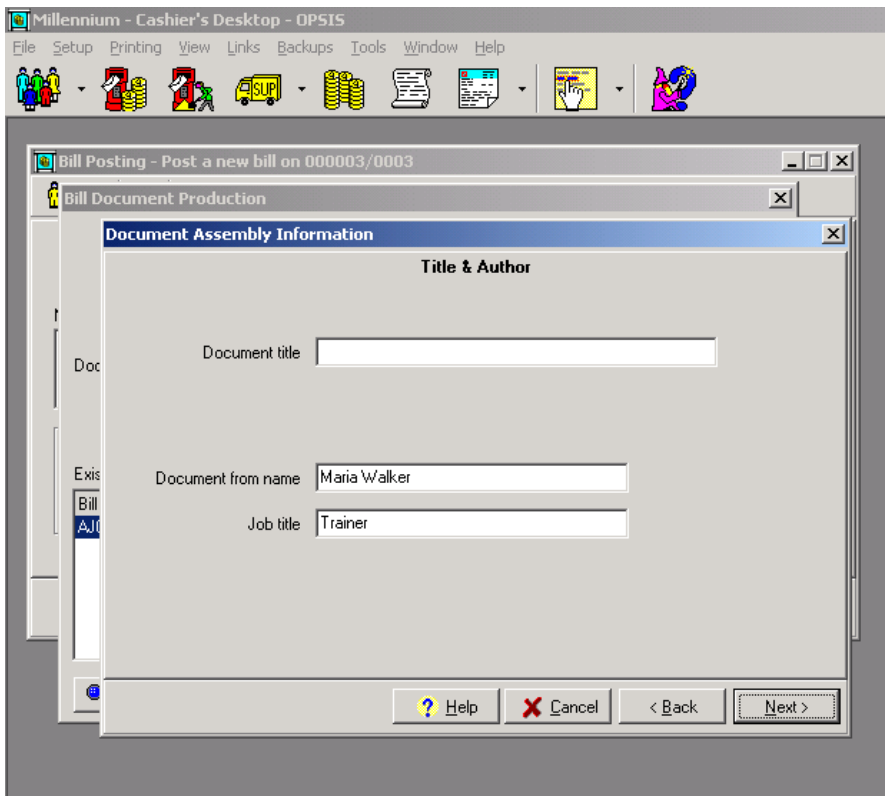 Millennium - Cashier's Desktop - OPSIS
File Setup Printing View Links Backups Tools Window Help
SUP
Bill Posting - Post a new bill on 000003/0003
Bill Document Production
Document Assembly Information
Title & Author
Document title
Document from name Maria Walker
Bill
Job title Trainer
? Help Cancel < Back Next >